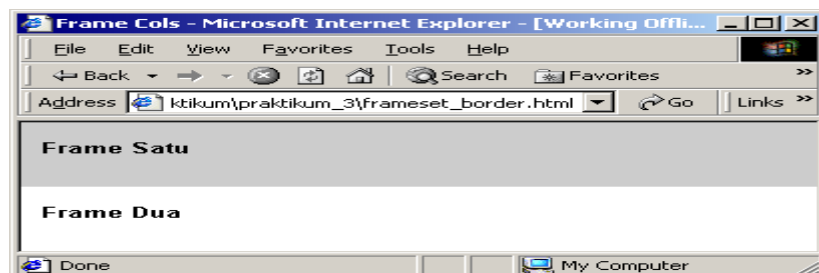 Frame Cols - Microsoft Internet Explorer - [Working Offli...
File Edit View Favorites Tools Help
Back Search Favorites »
Address ktikum\praktikum_3\frameset_border.html Go Links »
Frame Satu
Frame Dua
Done My Computer